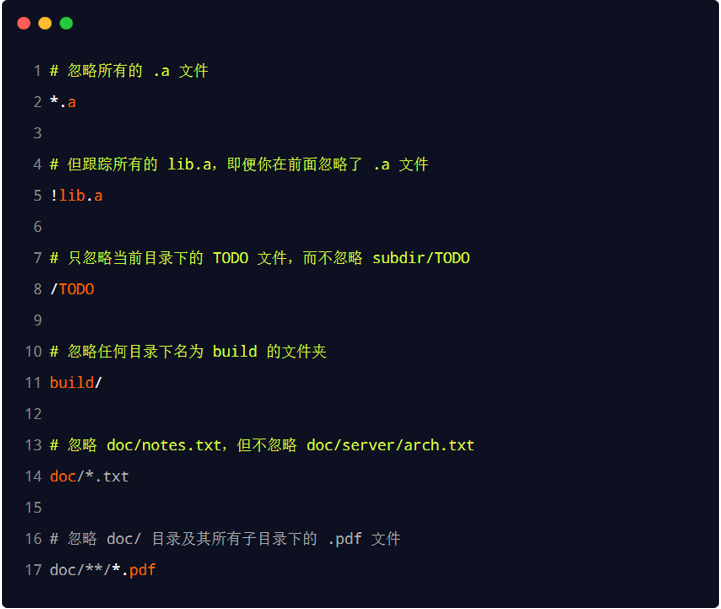 1 # 忽略所有的 .a 文件
2 *.a
3
4 # 但跟踪所有的 lib.a，即便你在前面忽略了 .a 文件
5 !lib.a
6
7 # 只忽略当前目录下的 TODO 文件，而不忽略 subdir/TODO
8 /TODO
9
10 # 忽略任何目录下名为 build 的文件夹
11 build/
12
13 # 忽略 doc/notes.txt，但不忽略 doc/server/arch.txt
14 doc/*.txt
15
16 # 忽略 doc/ 目录及其所有子目录下的 .pdf 文件
17 doc/**/*.pdf